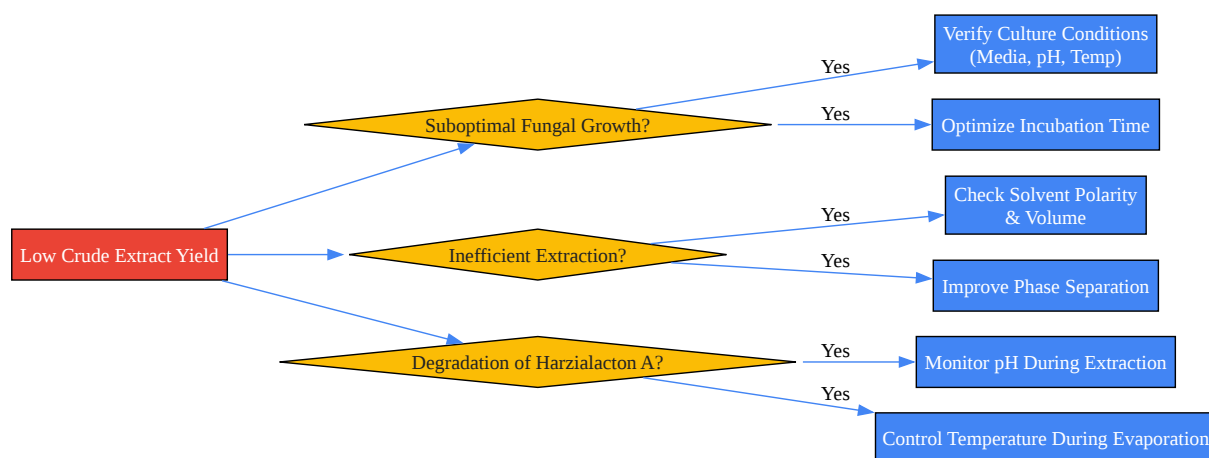 Low Crude Extract Yield
Suboptimal Fungal Growth?
Yes
Verify Culture Conditions
(Media, pH, Temp)
Yes
Optimize Incubation Time
Inefficient Extraction?
Yes
Check Solvent Polarity
& Volume
Yes
Improve Phase Separation
Degradation of Harzialacton A?
Yes
Monitor pH During Extraction
Yes
Control Temperature During Evaporation